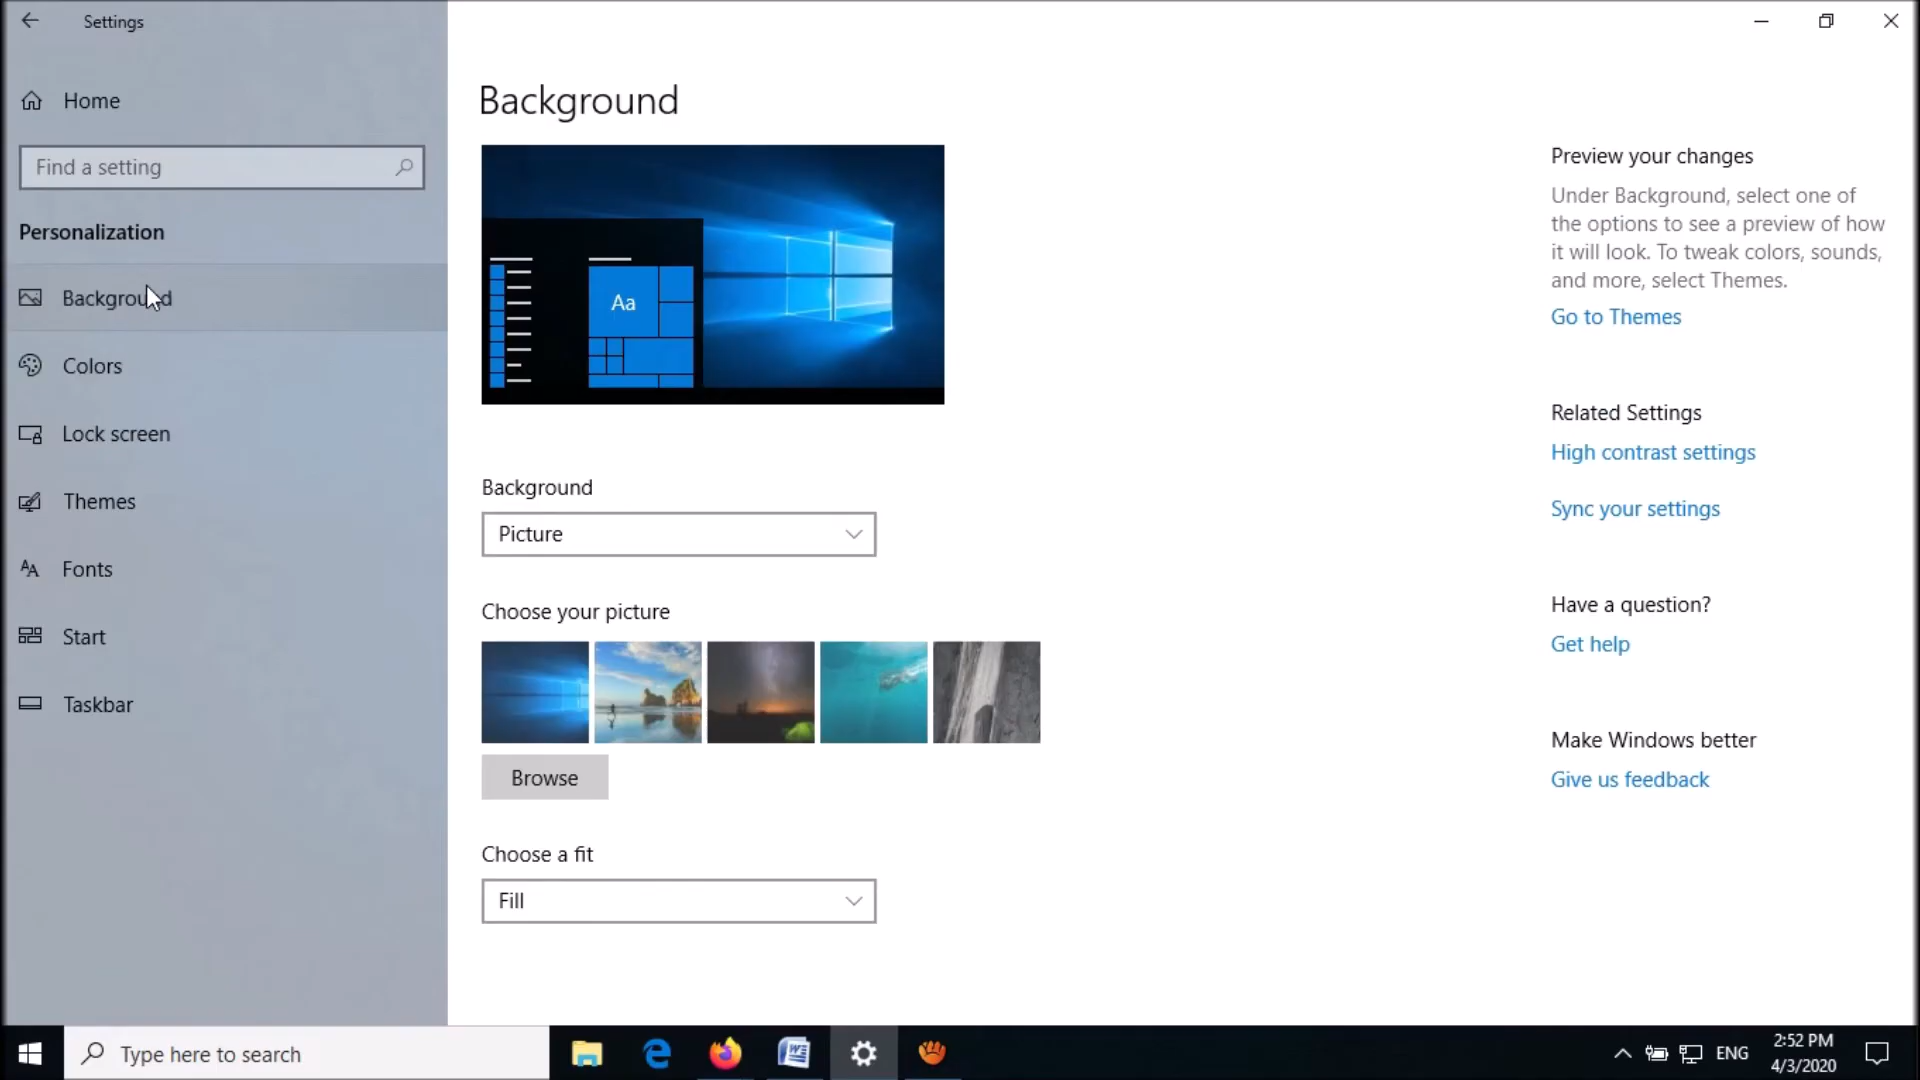 Settings
Home
Find a setting
Personalization
Background
Colors
Lock screen
Themes
Fonts
Start
Taskbar
Background
Aa
Background
Picture
Choose your picture
Browse
Choose a fit
Fill
Preview your changes
Under Background, select one of
the options to see a preview of how
it will look. To tweak colors, sounds,
and more, select Themes.
Go to Themes
Related Settings
High contrast settings
Sync your settings
Have a question?
Get help
Make Windows better
Give us feedback
Type here to search
ENG
2:52 PM
4/3/2020